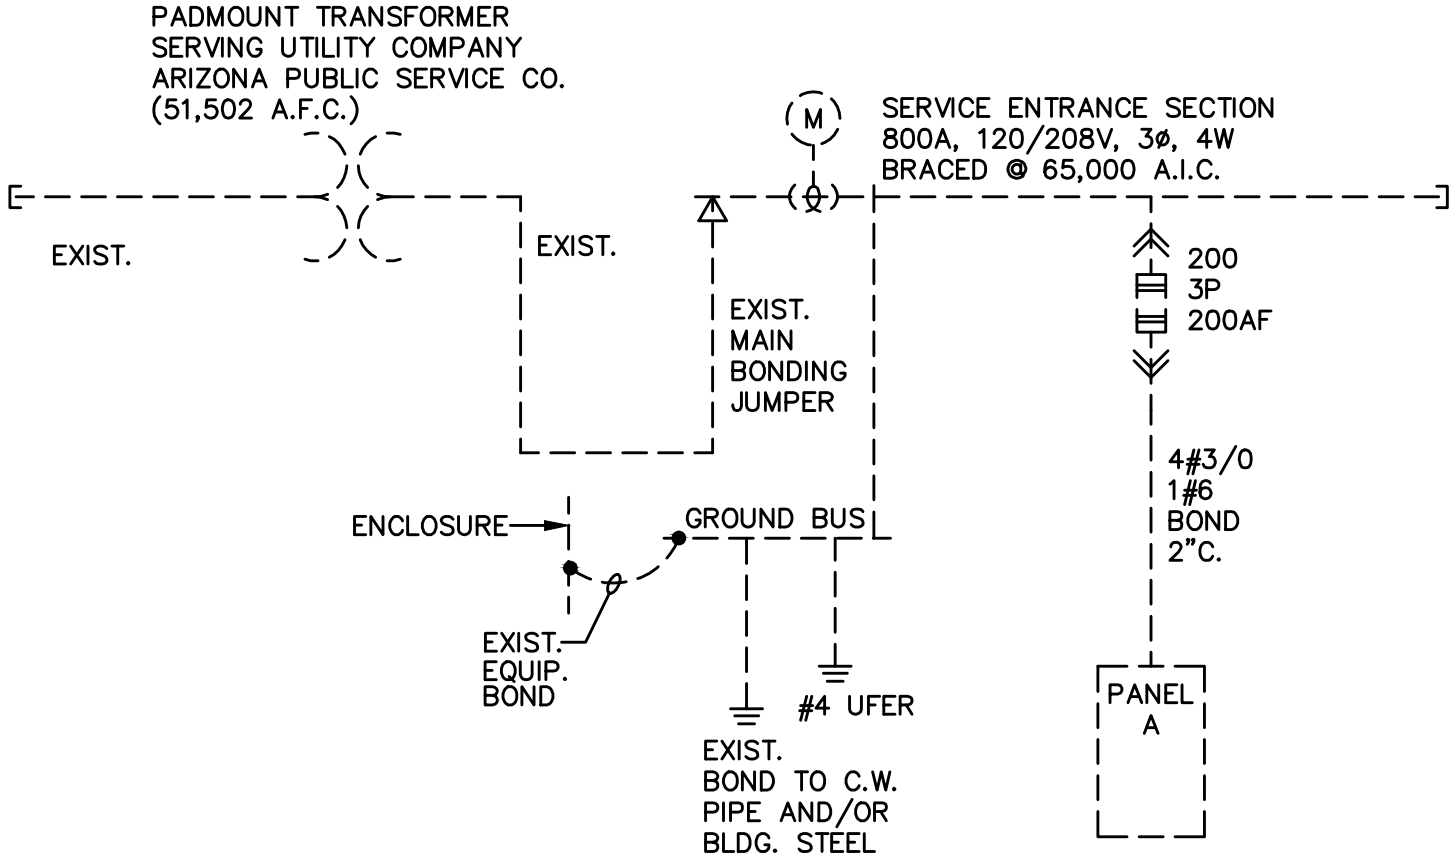 PADMOUNT TRANSFORMER
SERVING UTILITY COMPANY
ARIZONA PUBLIC SERVICE CO.
(51,502 A.F.C.)
M
SERVICE ENTRANCE SECTION
800A, 120/208V, 3ø, 4W
BRACED @ 65,000 A.I.C.
EXIST.
EXIST.
200
3P
200AF
EXIST.
MAIN
BONDING
JUMPER
4#3/0
1#6
BOND
2"C.
ENCLOSURE
GROUND BUS
EXIST.
EQUIP.
BOND
#4 UFER
PANEL
A
EXIST.
BOND TO C.W.
PIPE AND/OR
BLDG. STEEL